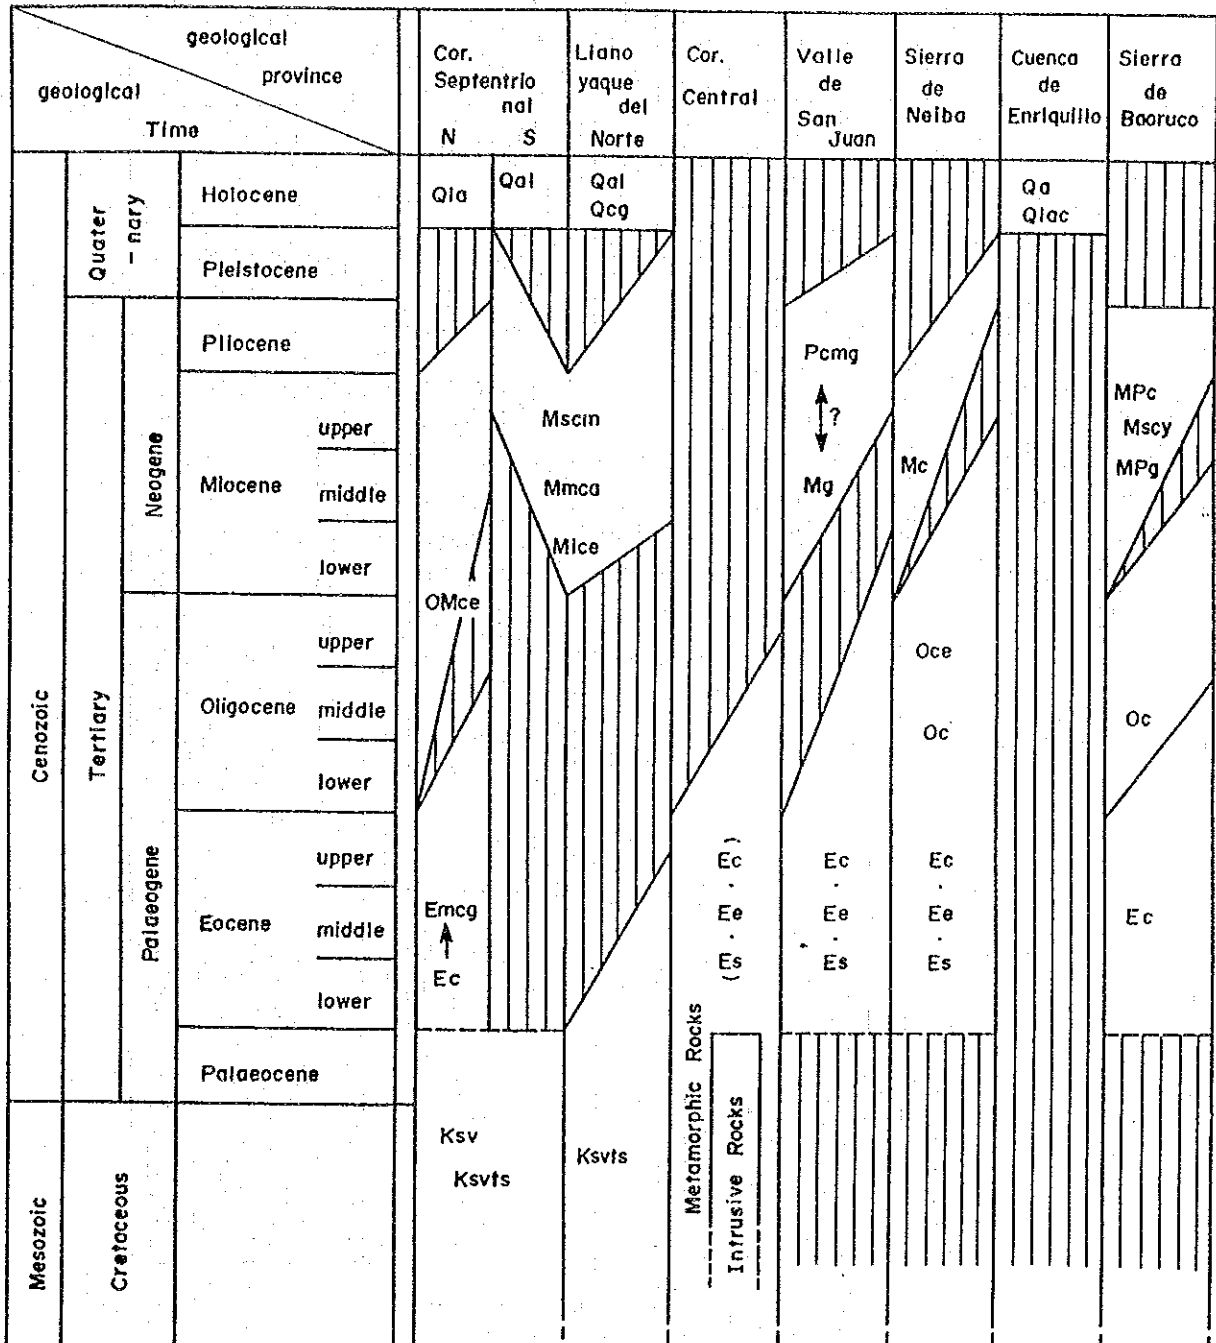 geological
province
geological
Time
Cor.
Septentrio
nal
N S
Llano
yaque
del
Norte
Cor.
Central
Valle
de
San
Juan
Sierra
de
Neiba
Cuenca
de
Enriquillo
Sierra
de
Baoruco
Cenozoic
Mesozoic
Quater
-nary
Tertiary
Cretaceous
Neogene
Palaeogene
Holocene
Pleistocene
Pliocene
Miocene
upper
middle
lower
Oligocene
upper
middle
lower
Eocene
upper
middle
lower
Palaeocene
Qla
OMce
Emcg
Ec
Ksv
Ksvts
Qal
Qal
Qcg
Mscm
Mmca
Mlce
Ksvts
Ec)
Ee
(Es
Metamorphic Rocks
Intrusive Rocks
Pcmg
?
Mg
Ec
Ee
Es
Mc
Oce
Oc
Ec
Ee
Es
Qa
Qlac
MPc
Mscy
MPg
Oc
Ec